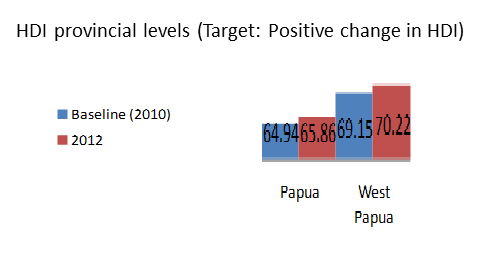 HDI provincial levels (Target: Positive change in HDI)
Baseline (2010)
2012
64.94 65.86 69.15 70.22
Papua
West
Papua